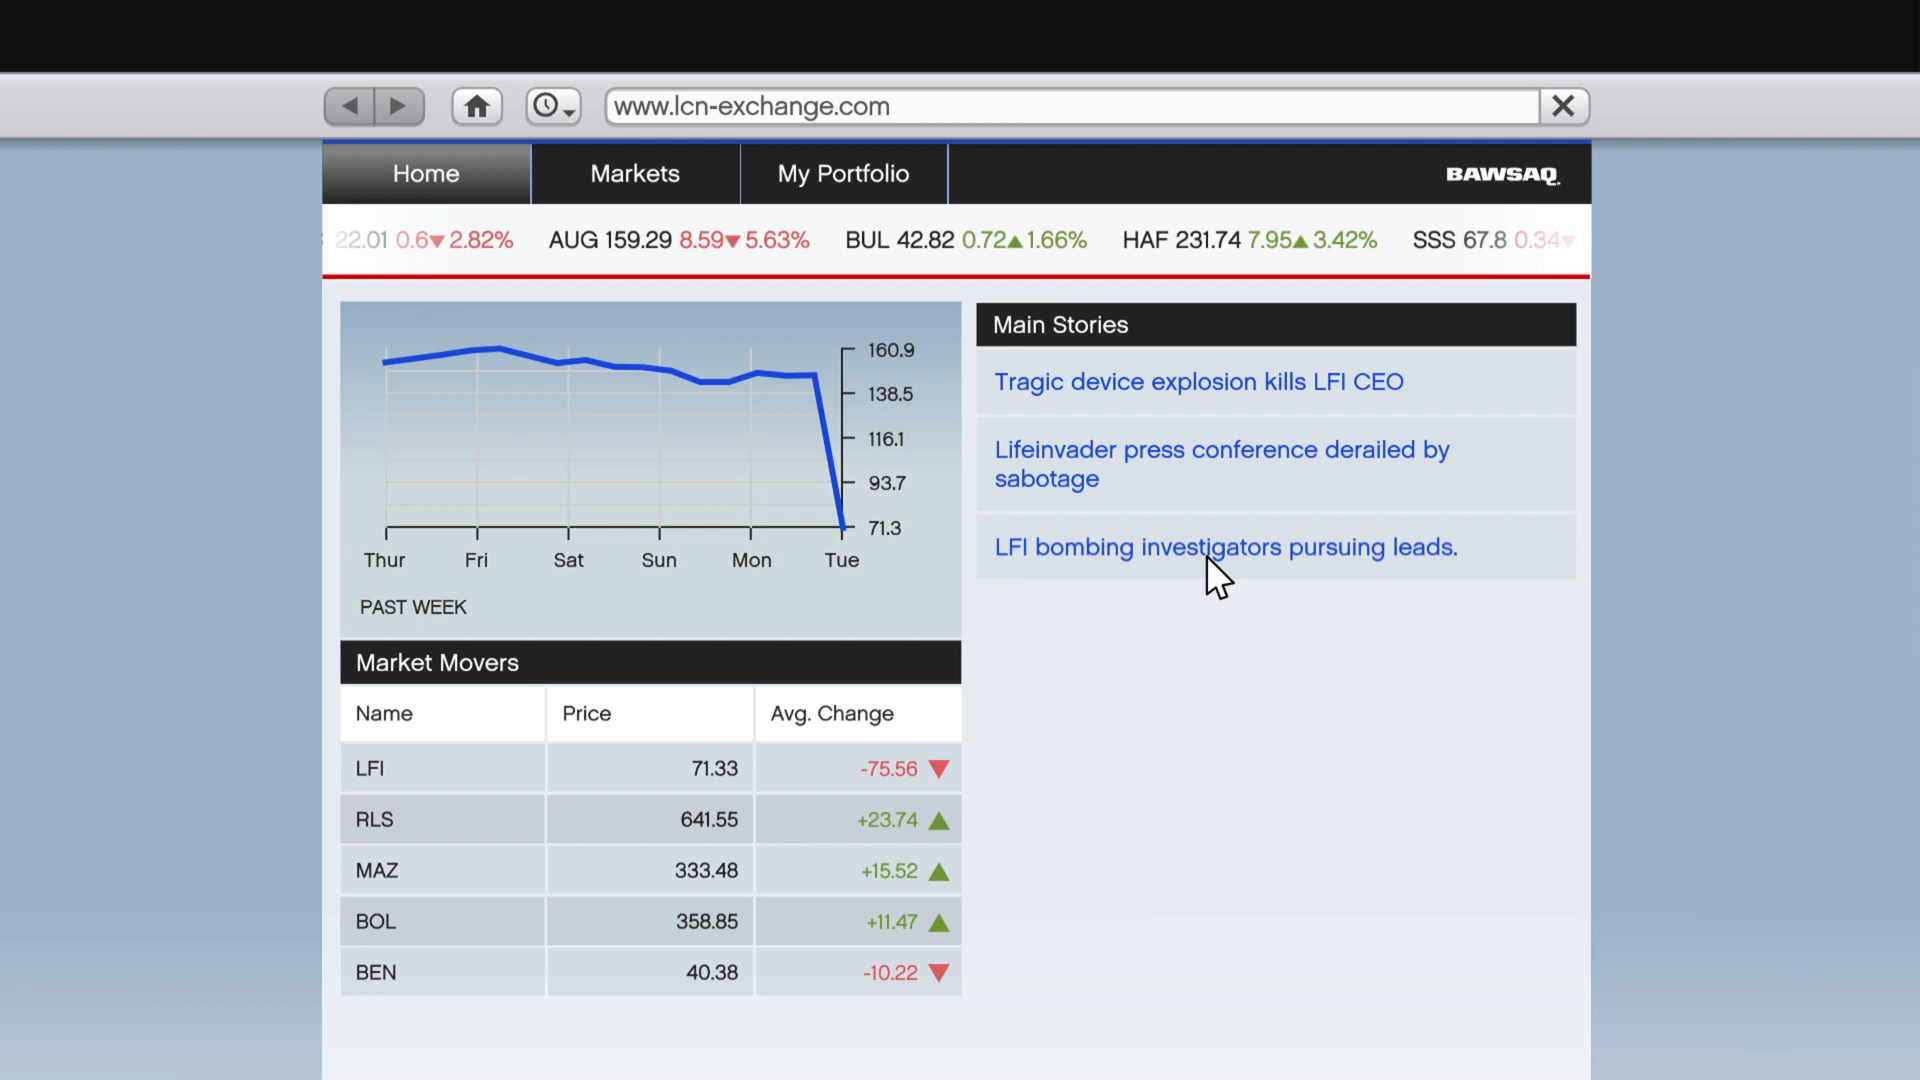 www.lcn-exchange.com
Home Markets My Portfolio BAWSAQ
22.01 0.6▼2.82% AUG 159.29 8.59▼5.63% BUL 42.82 0.72▲1.66% HAF 231.74 7.95▲3.42% SSS 67.8 0.34▼
160.9
138.5
116.1
93.7
71.3
Thur Fri Sat Sun Mon Tue
PAST WEEK
Market Movers
Name Price Avg. Change
LFI 71.33 -75.56 ▼
RLS 641.55 +23.74 ▲
MAZ 333.48 +15.52 ▲
BOL 358.85 +11.47 ▲
BEN 40.38 -10.22 ▼
Main Stories
Tragic device explosion kills LFI CEO
Lifeinvader press conference derailed by
sabotage
LFI bombing investigators pursuing leads.